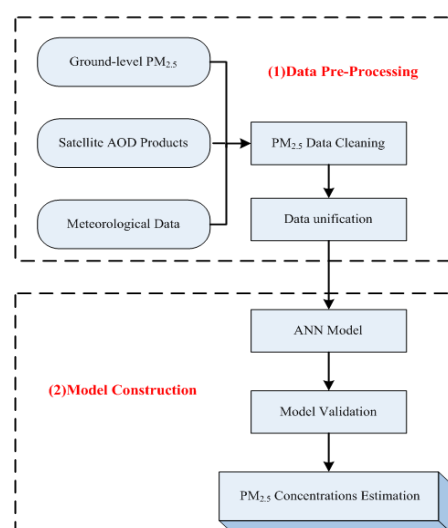 Ground-level PM2.5
(1)Data Pre-Processing
Satellite AOD Products
PM2.5 Data Cleaning
Meteorological Data
Data unification
ANN Model
(2)Model Construction
Model Validation
PM2.5 Concentrations Estimation